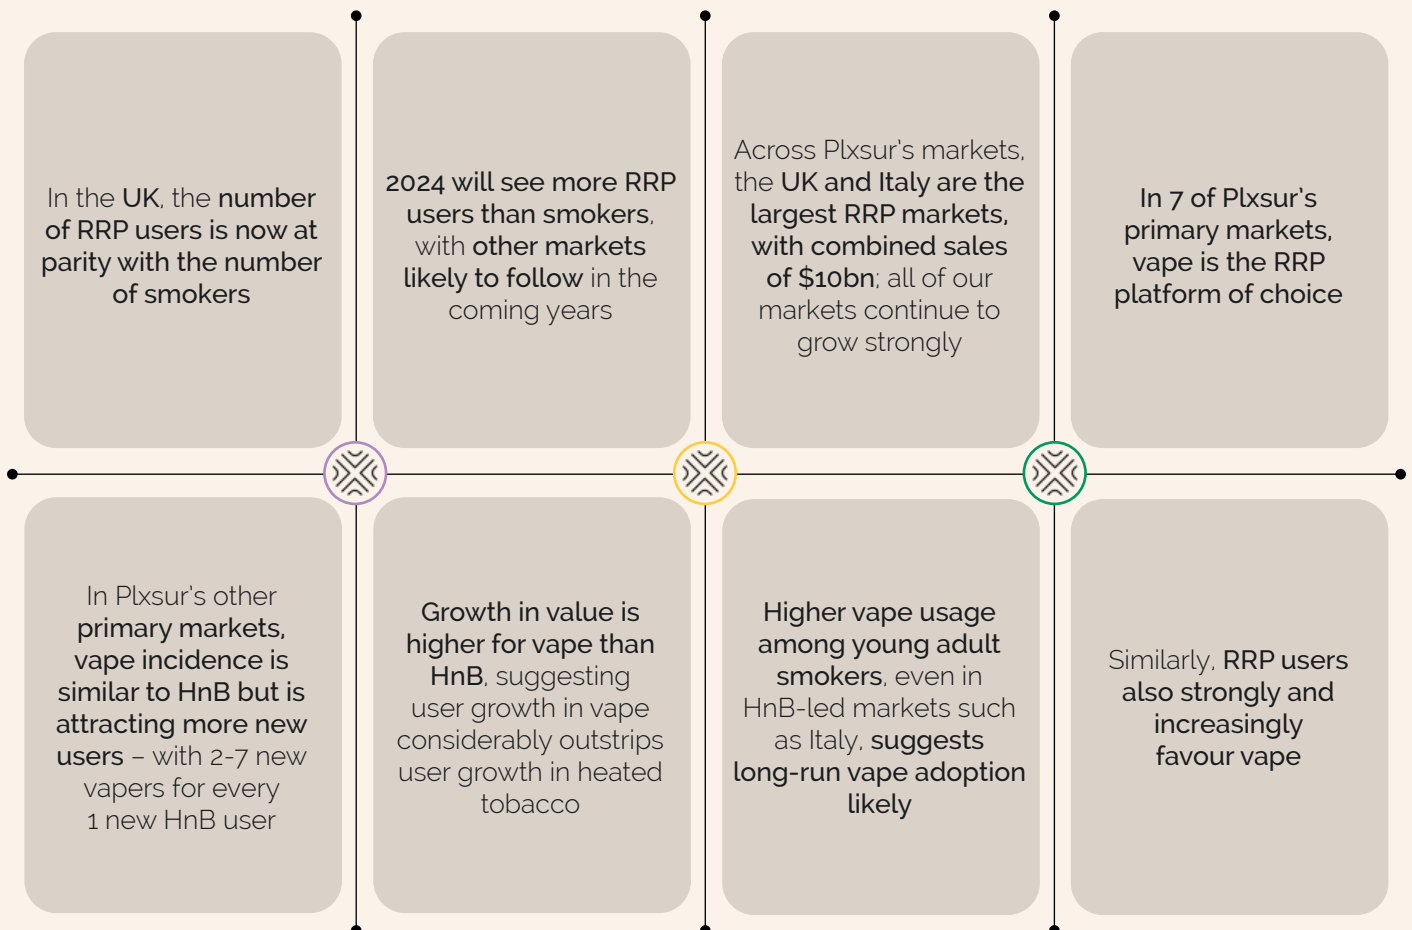 In the UK, the number
of RRP users is now at
parity with the number
of smokers
2024 will see more RRP
users than smokers,
with other markets
likely to follow in the
coming years
Across Plxsur's markets,
the UK and Italy are the
largest RRP markets,
with combined sales
of $10bn; all of our
markets continue to
grow strongly
In 7 of Plxsur's
primary markets,
vape is the RRP
platform of choice
In Plxsur's other
primary markets,
vape incidence is
similar to HnB but is
attracting more new
users – with 2-7 new
vapers for every
1 new HnB user
Growth in value is
higher for vape than
HnB, suggesting
user growth in vape
considerably outstrips
user growth in heated
tobacco
Higher vape usage
among young adult
smokers, even in
HnB-led markets such
as Italy, suggests
long-run vape adoption
likely
Similarly, RRP users
also strongly and
increasingly
favour vape